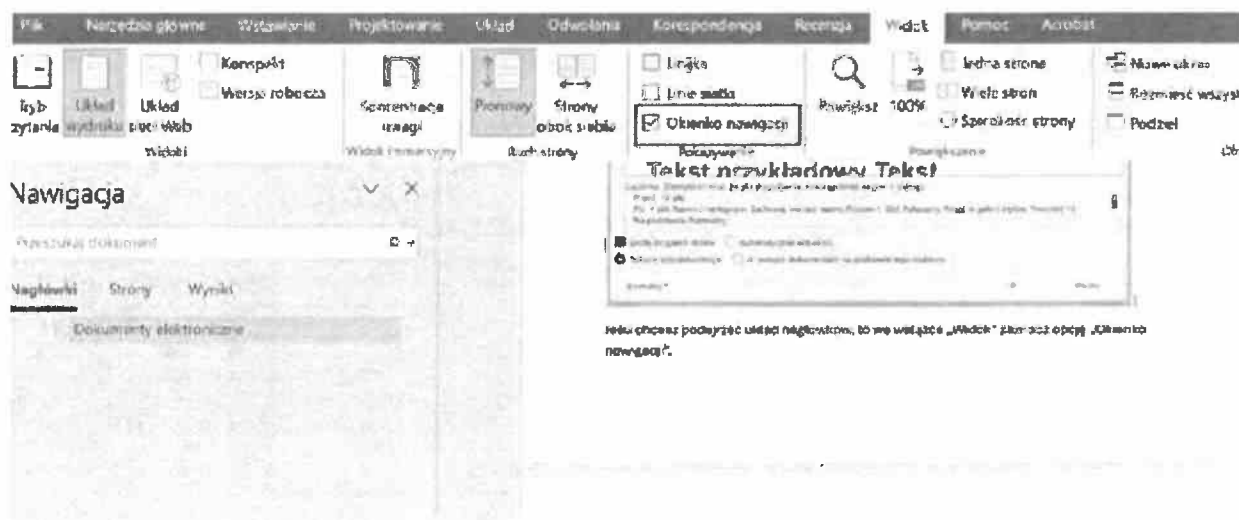 Plik Narzędzia główne Wstawianie Projektowanie Układ Odwołania Korespondencja Recenzja Widok Pomoc Acrobat
Tryb czytania
Układ wydruku
Układ sieci Web
Konspekt
Wersja robocza
Widoki
Koncentracja uwagi
Widok immersyjny
Pionowy
Strony obok siebie
Ruch strony
Linijka
Linie siatki
Okienko nawigacji
Pokazywanie
Powiększ
100%
Jedna strona
Wiele stron
Szerokość strony
Powiększenie
Nowe okno
Rozmieść wszyst
Podziel
Nawigacja
Przeszukaj dokument
Nagłówki Strony Wyniki
Dokumenty elektroniczne
Tekst przykładowy Tekst
Jeśli chcesz podejrzeć układ nagłówków, to we wstążce „Widok” zaznacz opcję „Okienko
nawigacji”.